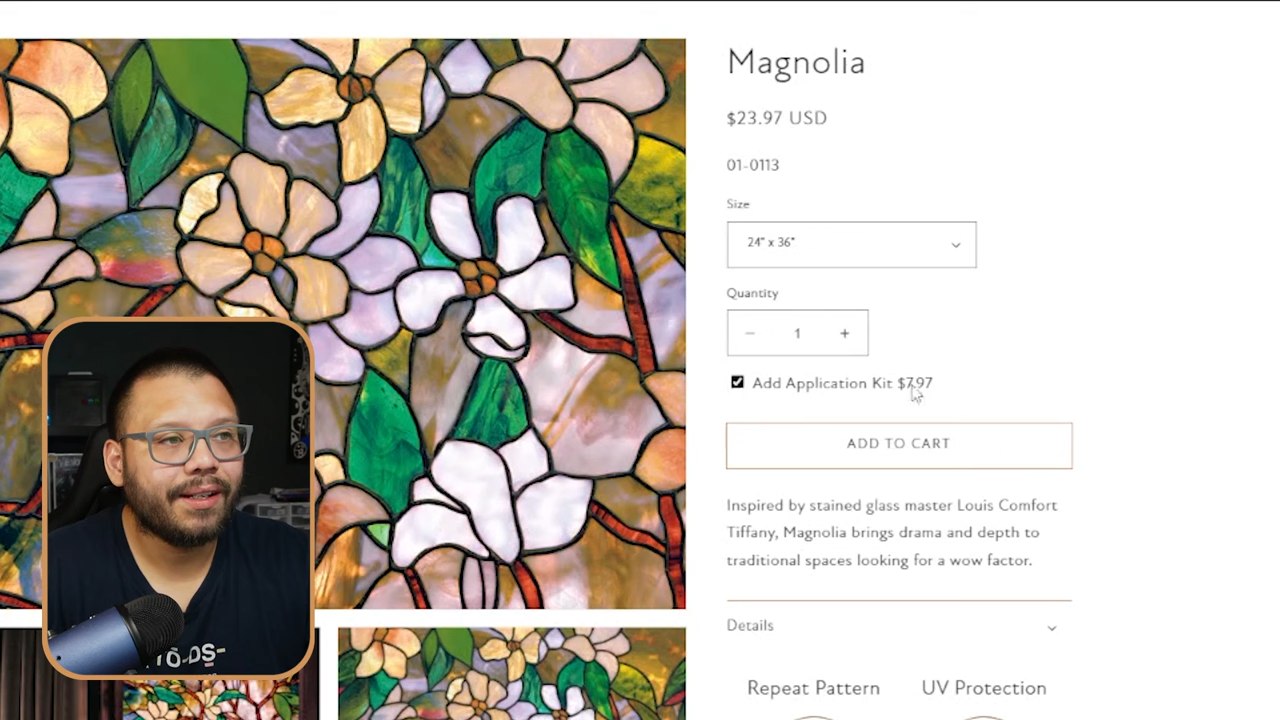 Magnolia
$23.97 USD
01-0113
Size
24" x 36"
Quantity
1
Add Application Kit $7.97
ADD TO CART
Inspired by stained glass master Louis Comfort
Tiffany, Magnolia brings drama and depth to
traditional spaces looking for a wow factor.
Details
Repeat Pattern
UV Protection